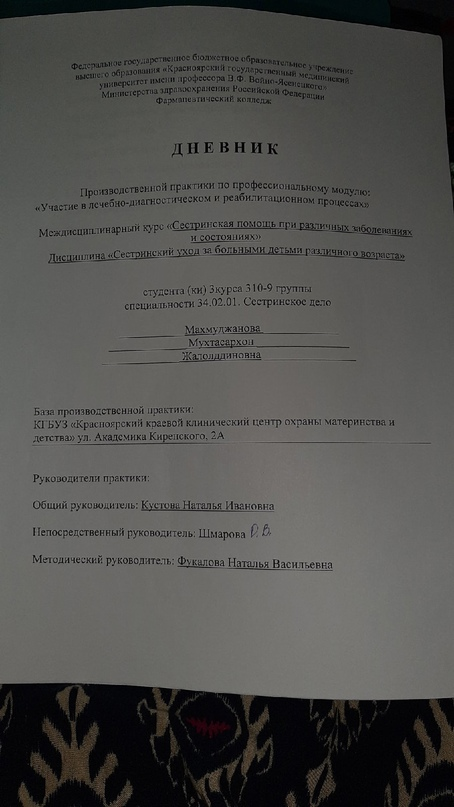 Федеральное государственное бюджетное образовательное учреждение
высшего образования «Красноярский государственный медицинский
университет имени профессора В.Ф. Войно-Ясенецкого»
Министерства здравоохранения Российской Федерации
Фармацевтический колледж
ДНЕВНИК
Производственной практики по профессиональному модулю:
«Участие в лечебно-диагностическом и реабилитационном процессах»
Междисциплинарный курс «Сестринская помощь при различных заболеваниях
и состояниях»
Дисциплина «Сестринский уход за больными детьми различного возраста»
студента (ки) 3курса 310-9 группы
специальности 34.02.01. Сестринское дело
Махмуджанова
Мухтасархон
Жалолддиновна
База производственной практики:
КГБУЗ «Красноярский краевой клинический центр охраны материнства и
детства» ул. Академика Киренского, 2А
Руководители практики:
Общий руководитель: Кустова Наталья Ивановна
Непосредственный руководитель: Шмарова О.В.
Методический руководитель: Фукалова Наталья Васильевна